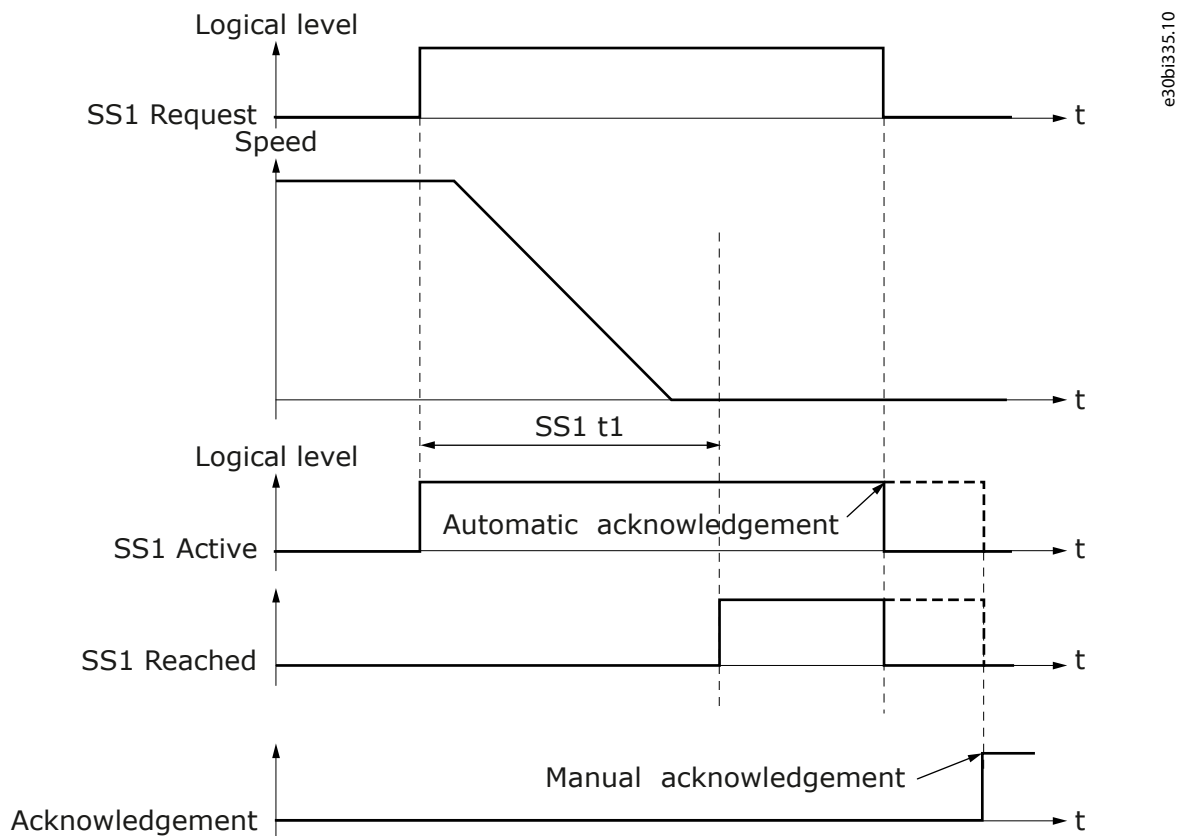 Logical level
e30bi335.10
SS1 Request
t
Speed
t
SS1 t1
Logical level
Automatic acknowledgement
SS1 Active
t
SS1 Reached
t
Manual acknowledgement
Acknowledgement
t